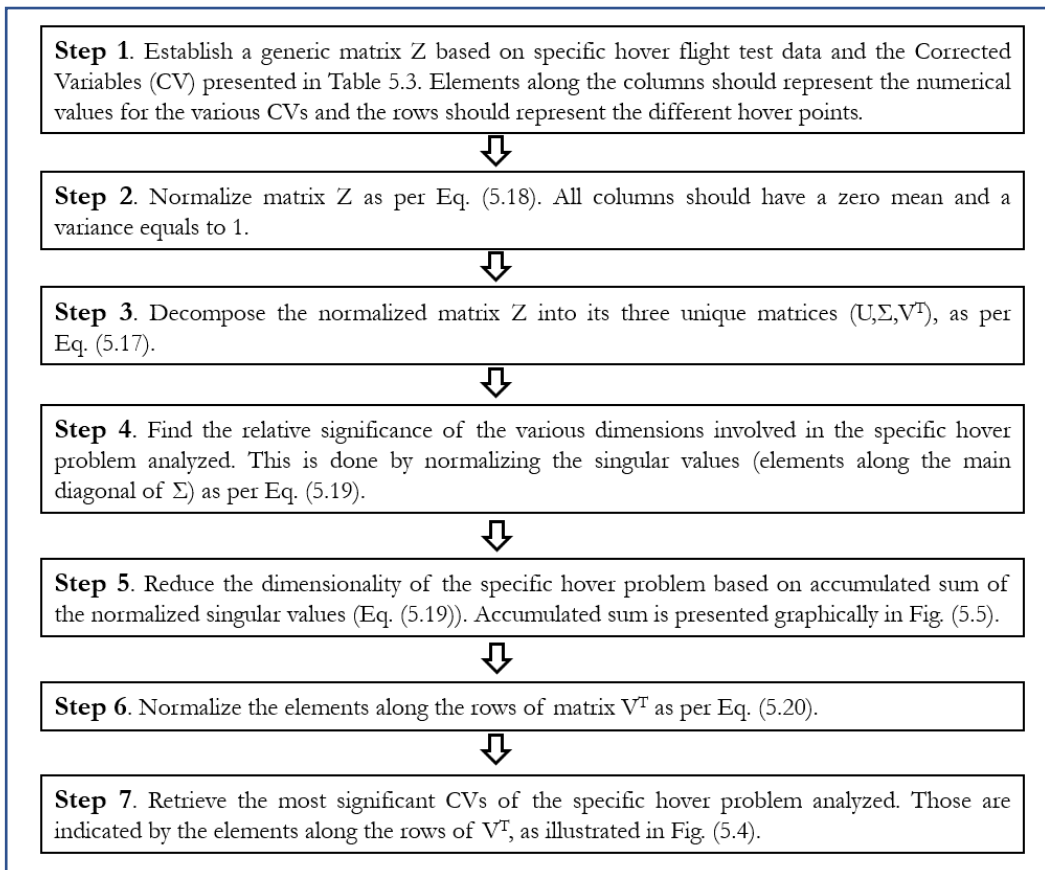 Step 1. Establish a generic matrix Z based on specific hover flight test data and the Corrected
Variables (CV) presented in Table 5.3. Elements along the columns should represent the numerical
values for the various CVs and the rows should represent the different hover points.
Step 2. Normalize matrix Z as per Eq. (5.18). All columns should have a zero mean and a
variance equals to 1.
Step 3. Decompose the normalized matrix Z into its three unique matrices (U,Σ,Vᵀ), as per
Eq. (5.17).
Step 4. Find the relative significance of the various dimensions involved in the specific hover
problem analyzed. This is done by normalizing the singular values (elements along the main
diagonal of Σ) as per Eq. (5.19).
Step 5. Reduce the dimensionality of the specific hover problem based on accumulated sum of
the normalized singular values (Eq. (5.19)). Accumulated sum is presented graphically in Fig. (5.5).
Step 6. Normalize the elements along the rows of matrix Vᵀ as per Eq. (5.20).
Step 7. Retrieve the most significant CVs of the specific hover problem analyzed. Those are
indicated by the elements along the rows of Vᵀ, as illustrated in Fig. (5.4).